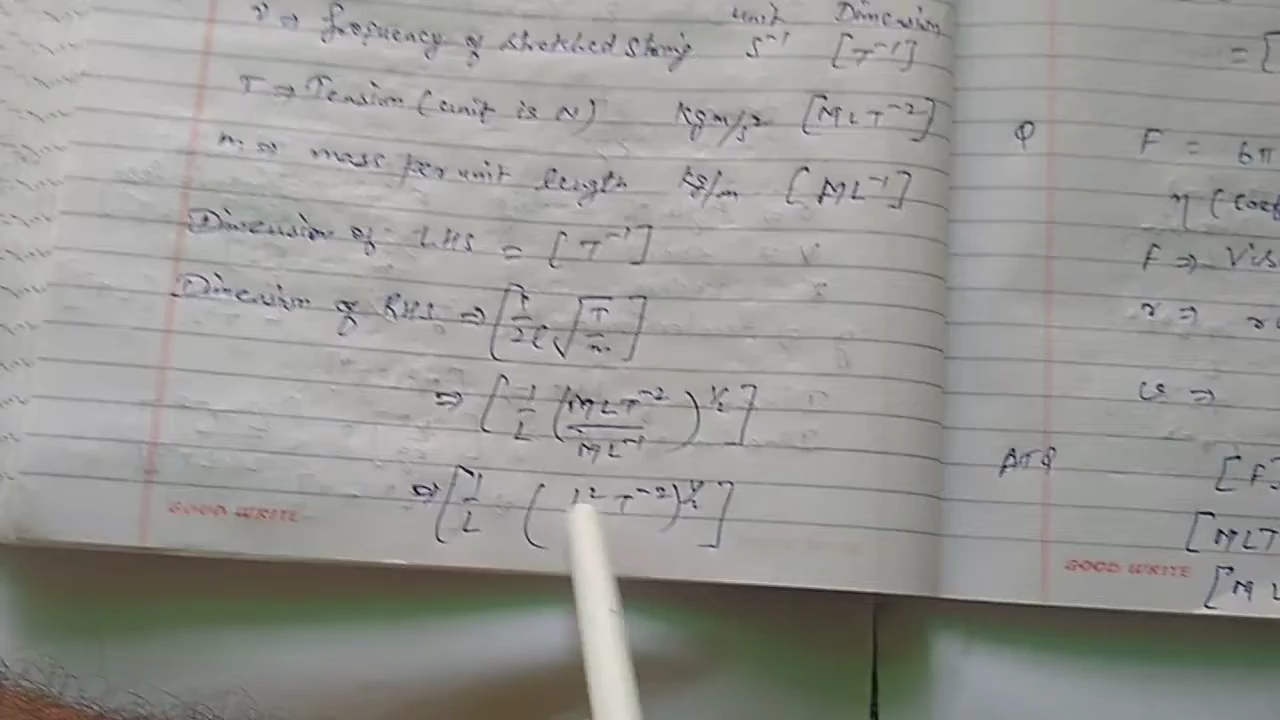 unit Dimension
ν ⇒ frequency of stretched string s⁻¹ [T⁻¹]
T ⇒ Tension (unit is N) kgm/s² [MLT⁻²]
m ⇒ mass per unit length kg/m [ML⁻¹]
Dimension of LHS = [T⁻¹]
Dimension of RHS ⇒ [P/2l √T/m]
⇒ [1/L (MLT⁻²/ML⁻¹)^½]
⇒ [1/L (L²T⁻²)^½]
GOOD WRITE
= [
Q F = 6π
η (coef
F ⇒ Vis
r ⇒
⇒
ATQ [F]
[MLT
[ML
GOOD WRITE